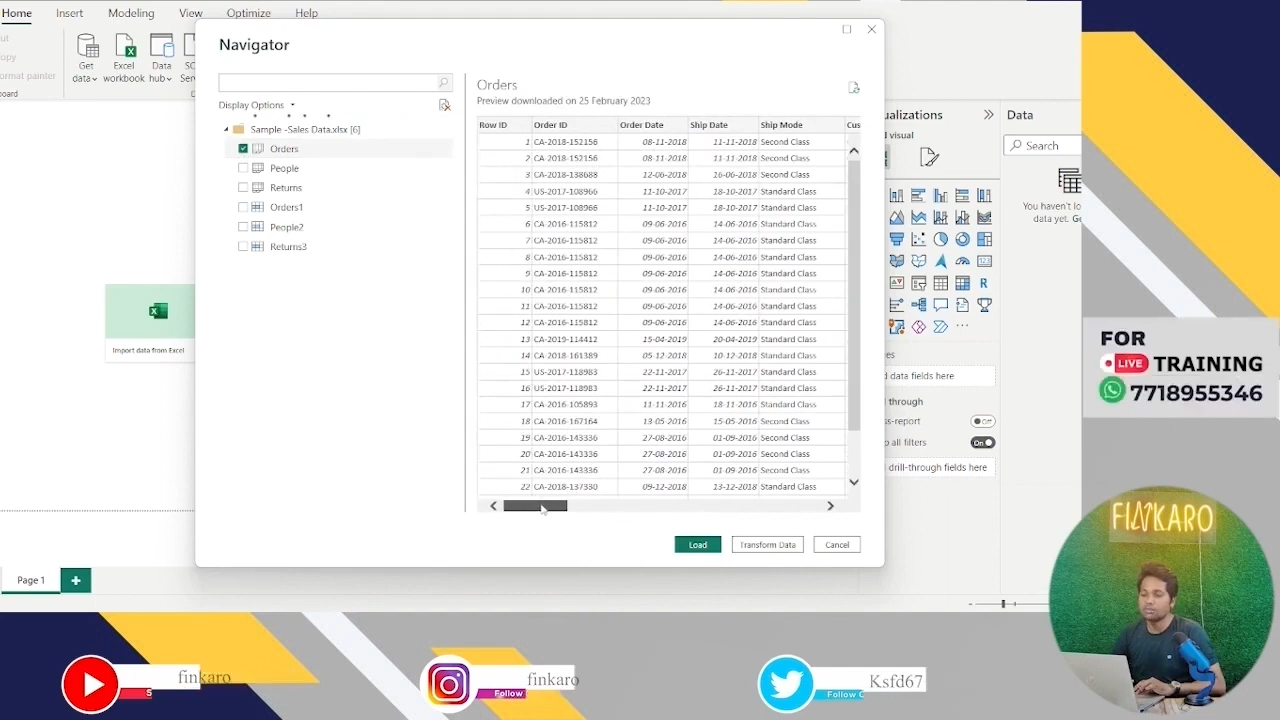 Home Insert Modeling View Optimize Help
Get data
Excel workbook
Data hub
Navigator
Display Options
Sample -Sales Data.xlsx [6]
Orders
People
Returns
Orders1
People2
Returns3
Orders
Preview downloaded on 25 February 2023
Row ID Order ID Order Date Ship Date Ship Mode Cus
1 CA-2018-152156 08-11-2018 11-11-2018 Second Class
2 CA-2018-152156 08-11-2018 11-11-2018 Second Class
3 CA-2018-138688 12-06-2018 16-06-2018 Second Class
4 US-2017-108966 11-10-2017 18-10-2017 Standard Class
5 US-2017-108966 11-10-2017 18-10-2017 Standard Class
6 CA-2016-115812 09-06-2016 14-06-2016 Standard Class
7 CA-2016-115812 09-06-2016 14-06-2016 Standard Class
8 CA-2016-115812 09-06-2016 14-06-2016 Standard Class
9 CA-2016-115812 09-06-2016 14-06-2016 Standard Class
10 CA-2016-115812 09-06-2016 14-06-2016 Standard Class
11 CA-2016-115812 09-06-2016 14-06-2016 Standard Class
12 CA-2016-115812 09-06-2016 14-06-2016 Standard Class
13 CA-2019-114412 15-04-2019 20-04-2019 Standard Class
14 CA-2018-161389 05-12-2018 10-12-2018 Standard Class
15 US-2017-118983 22-11-2017 26-11-2017 Standard Class
16 US-2017-118983 22-11-2017 26-11-2017 Standard Class
17 CA-2016-105893 11-11-2016 18-11-2016 Standard Class
18 CA-2016-167164 13-05-2016 15-05-2016 Second Class
19 CA-2016-143336 27-08-2016 01-09-2016 Second Class
20 CA-2016-143336 27-08-2016 01-09-2016 Second Class
21 CA-2016-143336 27-08-2016 01-09-2016 Second Class
22 CA-2018-137330 09-12-2018 13-12-2018 Standard Class
Load Transform Data Cancel
Import data from Excel
Page 1
ualizations
d visual
Data
Search
You haven't lo
data yet. Ge
d data fields here
through
ss-report Off
p all filters On
drill-through fields here
FOR
LIVE TRAINING
7718955346
FINKARO
finkaro
S
finkaro
Follow
Ksfd67
Follow